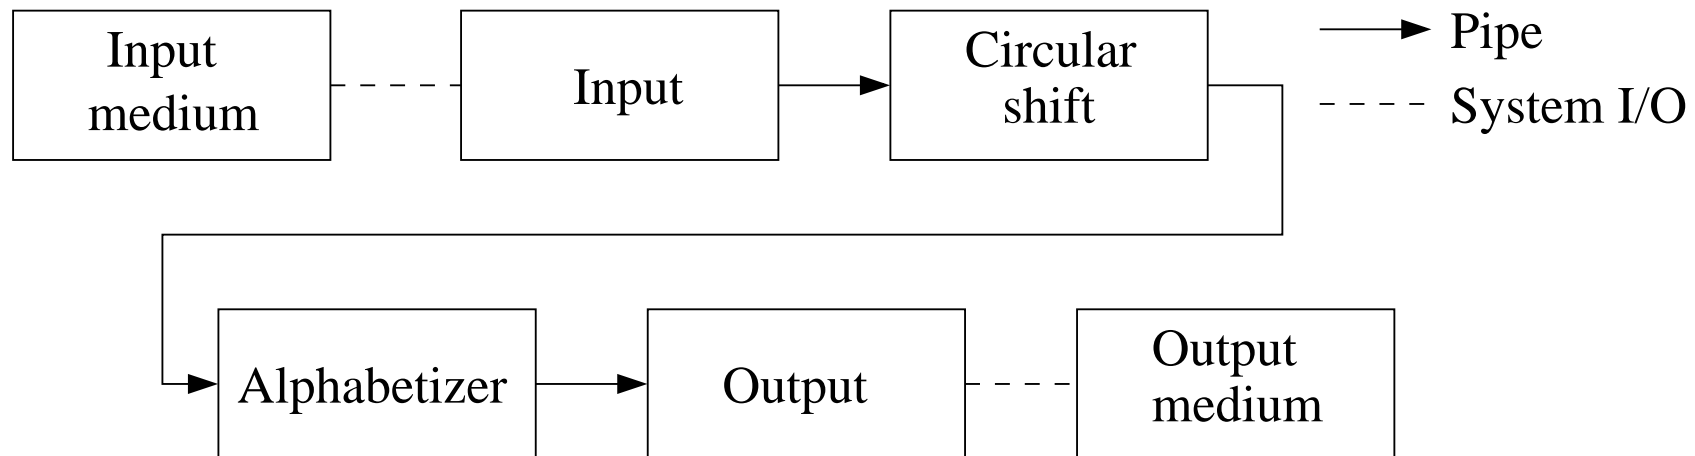 Input
medium
Input
Circular
shift
Pipe
System I/O
Alphabetizer
Output
Output
medium